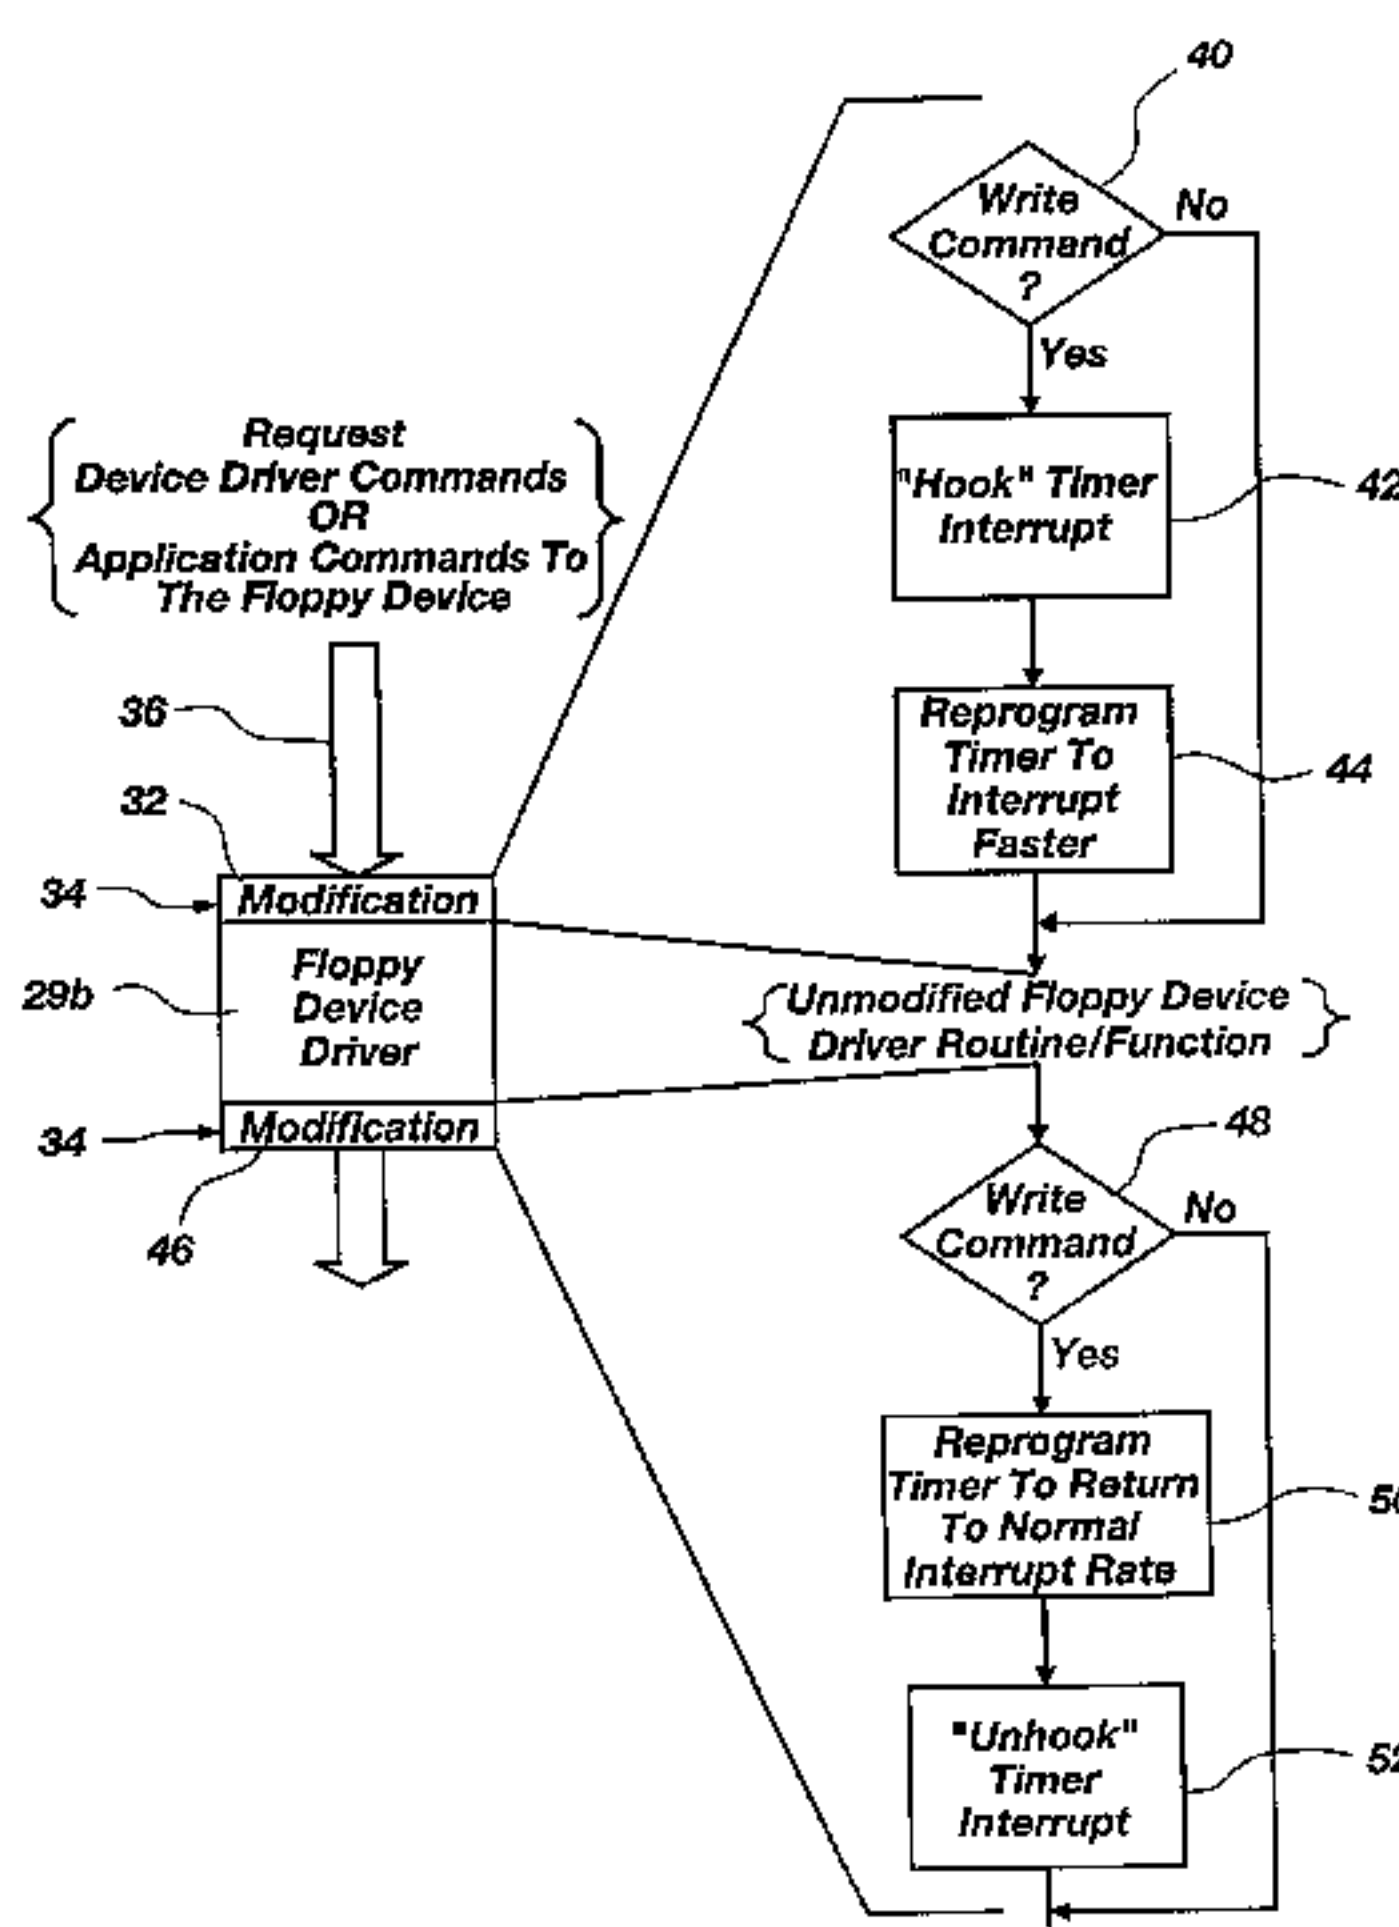 40
Write
Command
?
No
Yes
"Hook" Timer
Interrupt
42
Reprogram
Timer To
Interrupt
Faster
44
Request
Device Driver Commands
OR
Application Commands To
The Floppy Device
36
32
34
Modification
29b
Floppy
Device
Driver
34
Modification
46
Unmodified Floppy Device
Driver Routine/Function
48
Write
Command
?
No
Yes
Reprogram
Timer To Return
To Normal
Interrupt Rate
"Unhook"
Timer
Interrupt
52